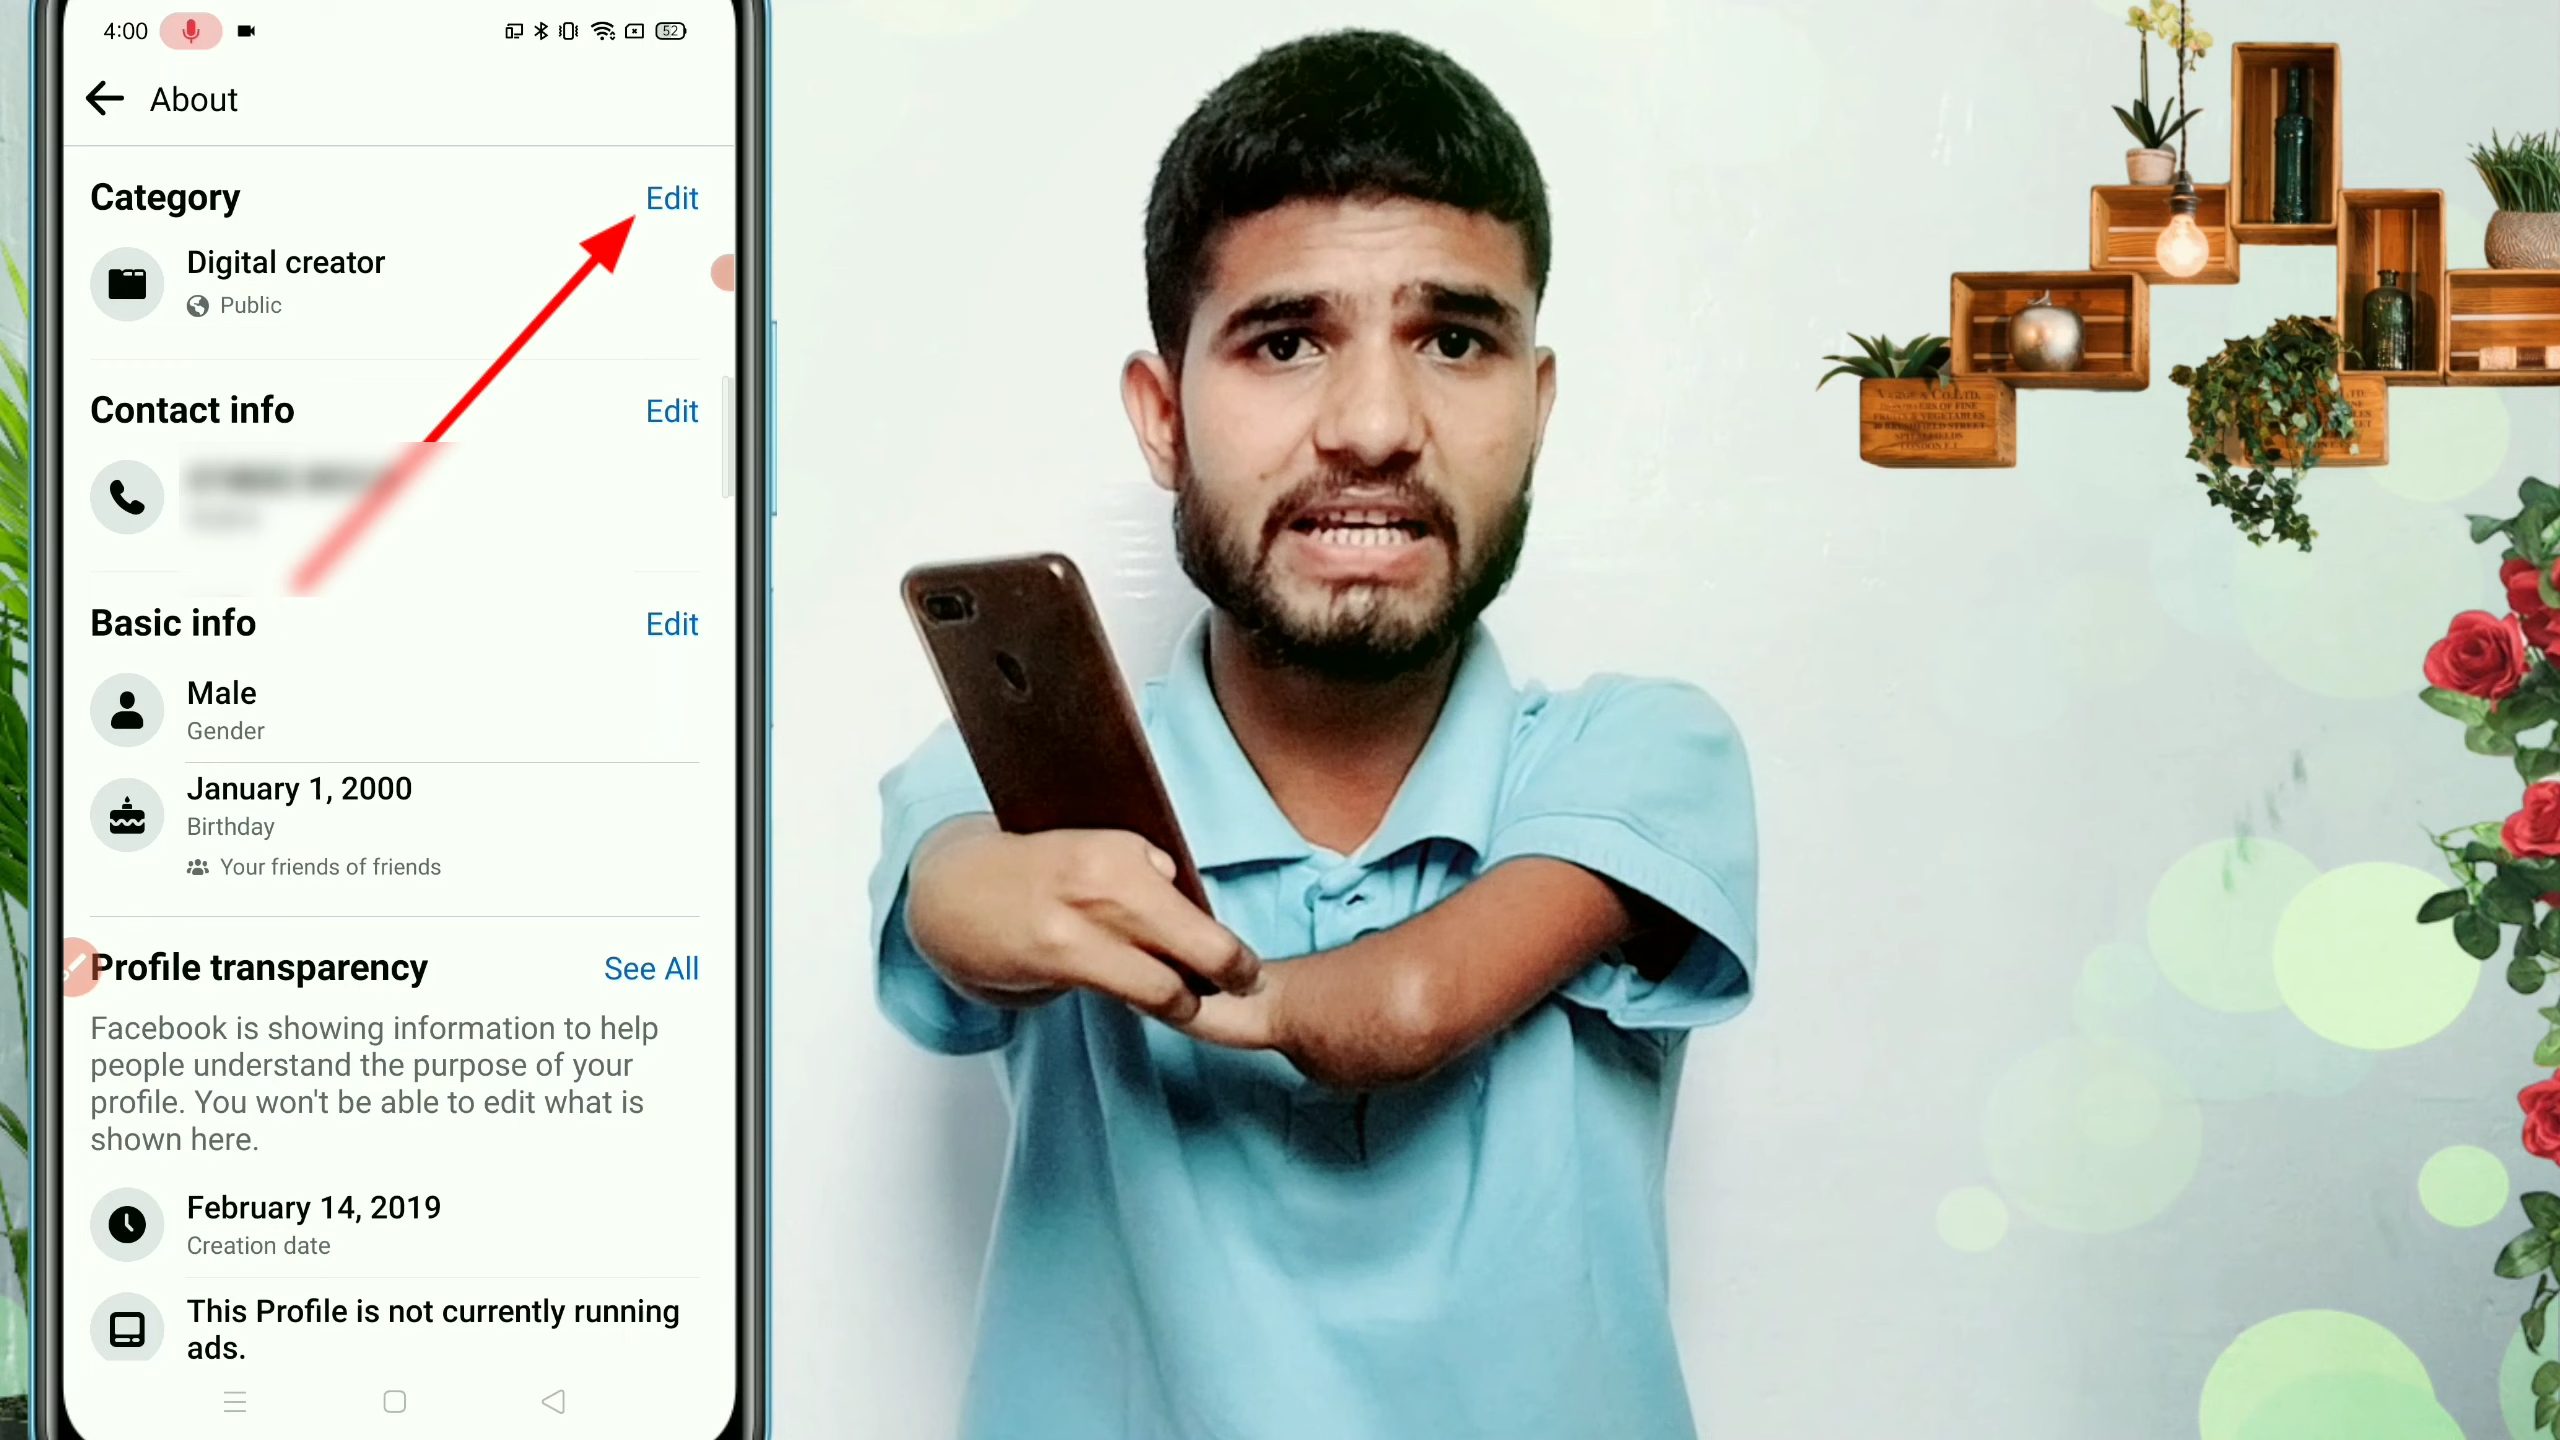 4:00
52
About
Category
Edit
Digital creator
Public
Contact info
Edit
Basic info
Edit
Male
Gender
January 1, 2000
Birthday
Your friends of friends
Profile transparency
See All
Facebook is showing information to help
people understand the purpose of your
profile. You won't be able to edit what is
shown here.
February 14, 2019
Creation date
This Profile is not currently running
ads.